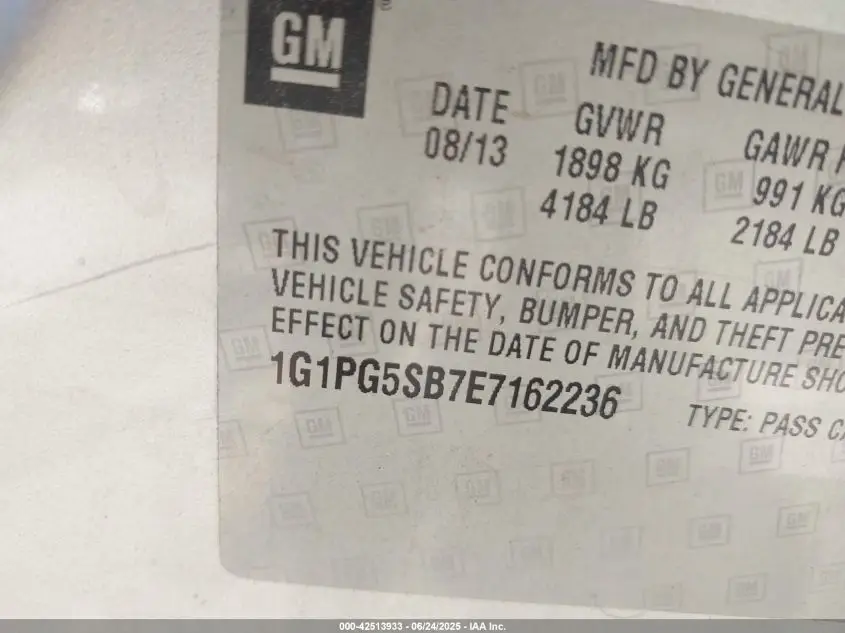 GM
MFD BY GENERAL
DATE GVWR GAWR
08/13 1898 KG 991 KG
4184 LB 2184 LB
THIS VEHICLE CONFORMS TO ALL APPLICA
VEHICLE SAFETY, BUMPER, AND THEFT PRE
EFFECT ON THE DATE OF MANUFACTURE SHO
1G1PG5SB7E7162236
TYPE: PASS CA
000-42513933 - 06/24/2025 - IAA Inc.